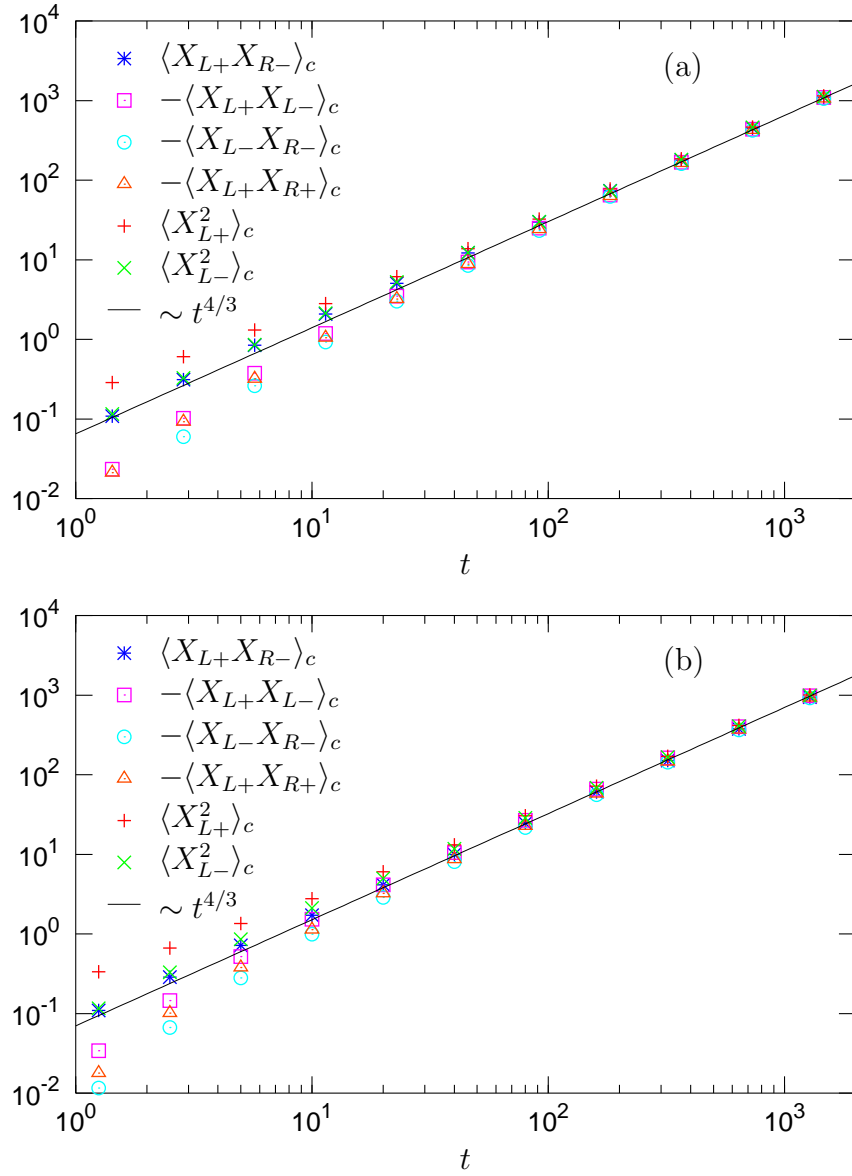 10^4
10^3
10^2
10^1
10^0
10^{-1}
10^{-2}
⟨X_{L+}X_{R−}⟩_c
−⟨X_{L+}X_{L−}⟩_c
−⟨X_{L−}X_{R−}⟩_c
−⟨X_{L+}X_{R+}⟩_c
⟨X^2_{L+}⟩_c
⟨X^2_{L−}⟩_c
∼ t^{4/3}
(a)
10^0 10^1 10^2 10^3
t
10^4
10^3
10^2
10^1
10^0
10^{-1}
10^{-2}
⟨X_{L+}X_{R−}⟩_c
−⟨X_{L+}X_{L−}⟩_c
−⟨X_{L−}X_{R−}⟩_c
−⟨X_{L+}X_{R+}⟩_c
⟨X^2_{L+}⟩_c
⟨X^2_{L−}⟩_c
∼ t^{4/3}
(b)
10^0 10^1 10^2 10^3
t